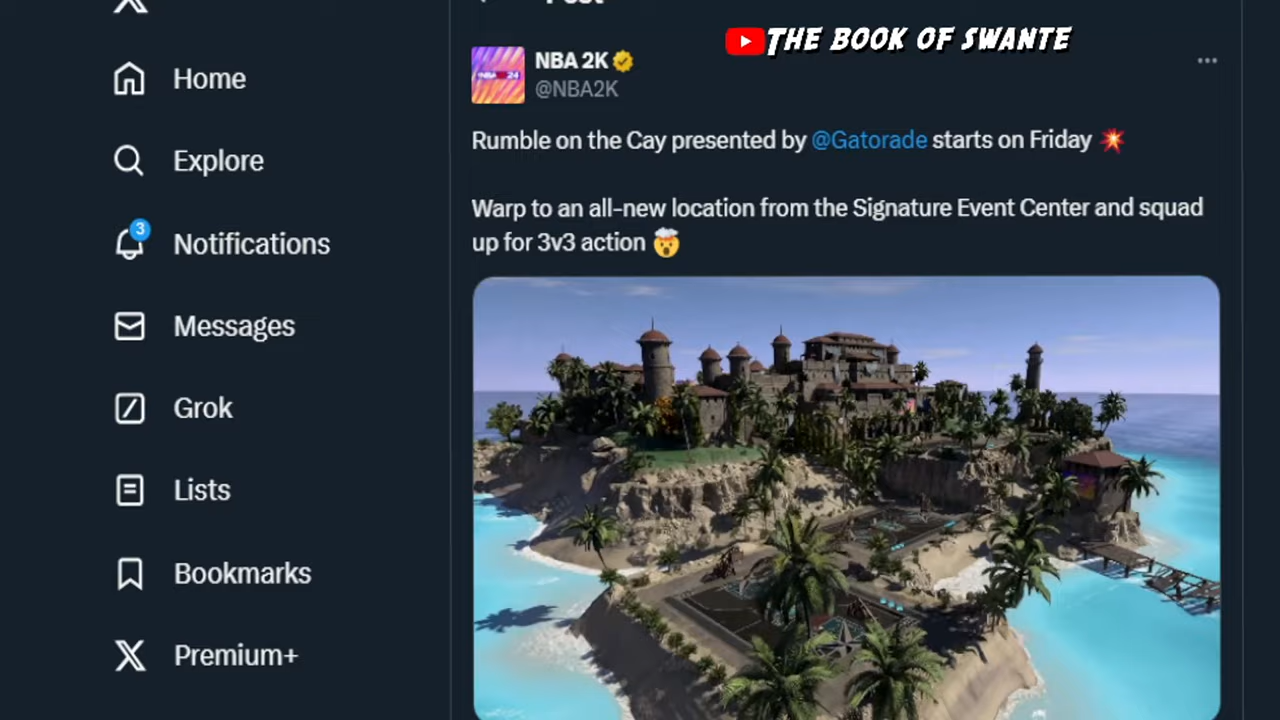 Post
THE BOOK OF SWANTE
Home
Explore
3
Notifications
Messages
Grok
Lists
Bookmarks
Premium+
NBA 2K
@NBA2K
Rumble on the Cay presented by @Gatorade starts on Friday 💥
Warp to an all-new location from the Signature Event Center and squad
up for 3v3 action 🤯